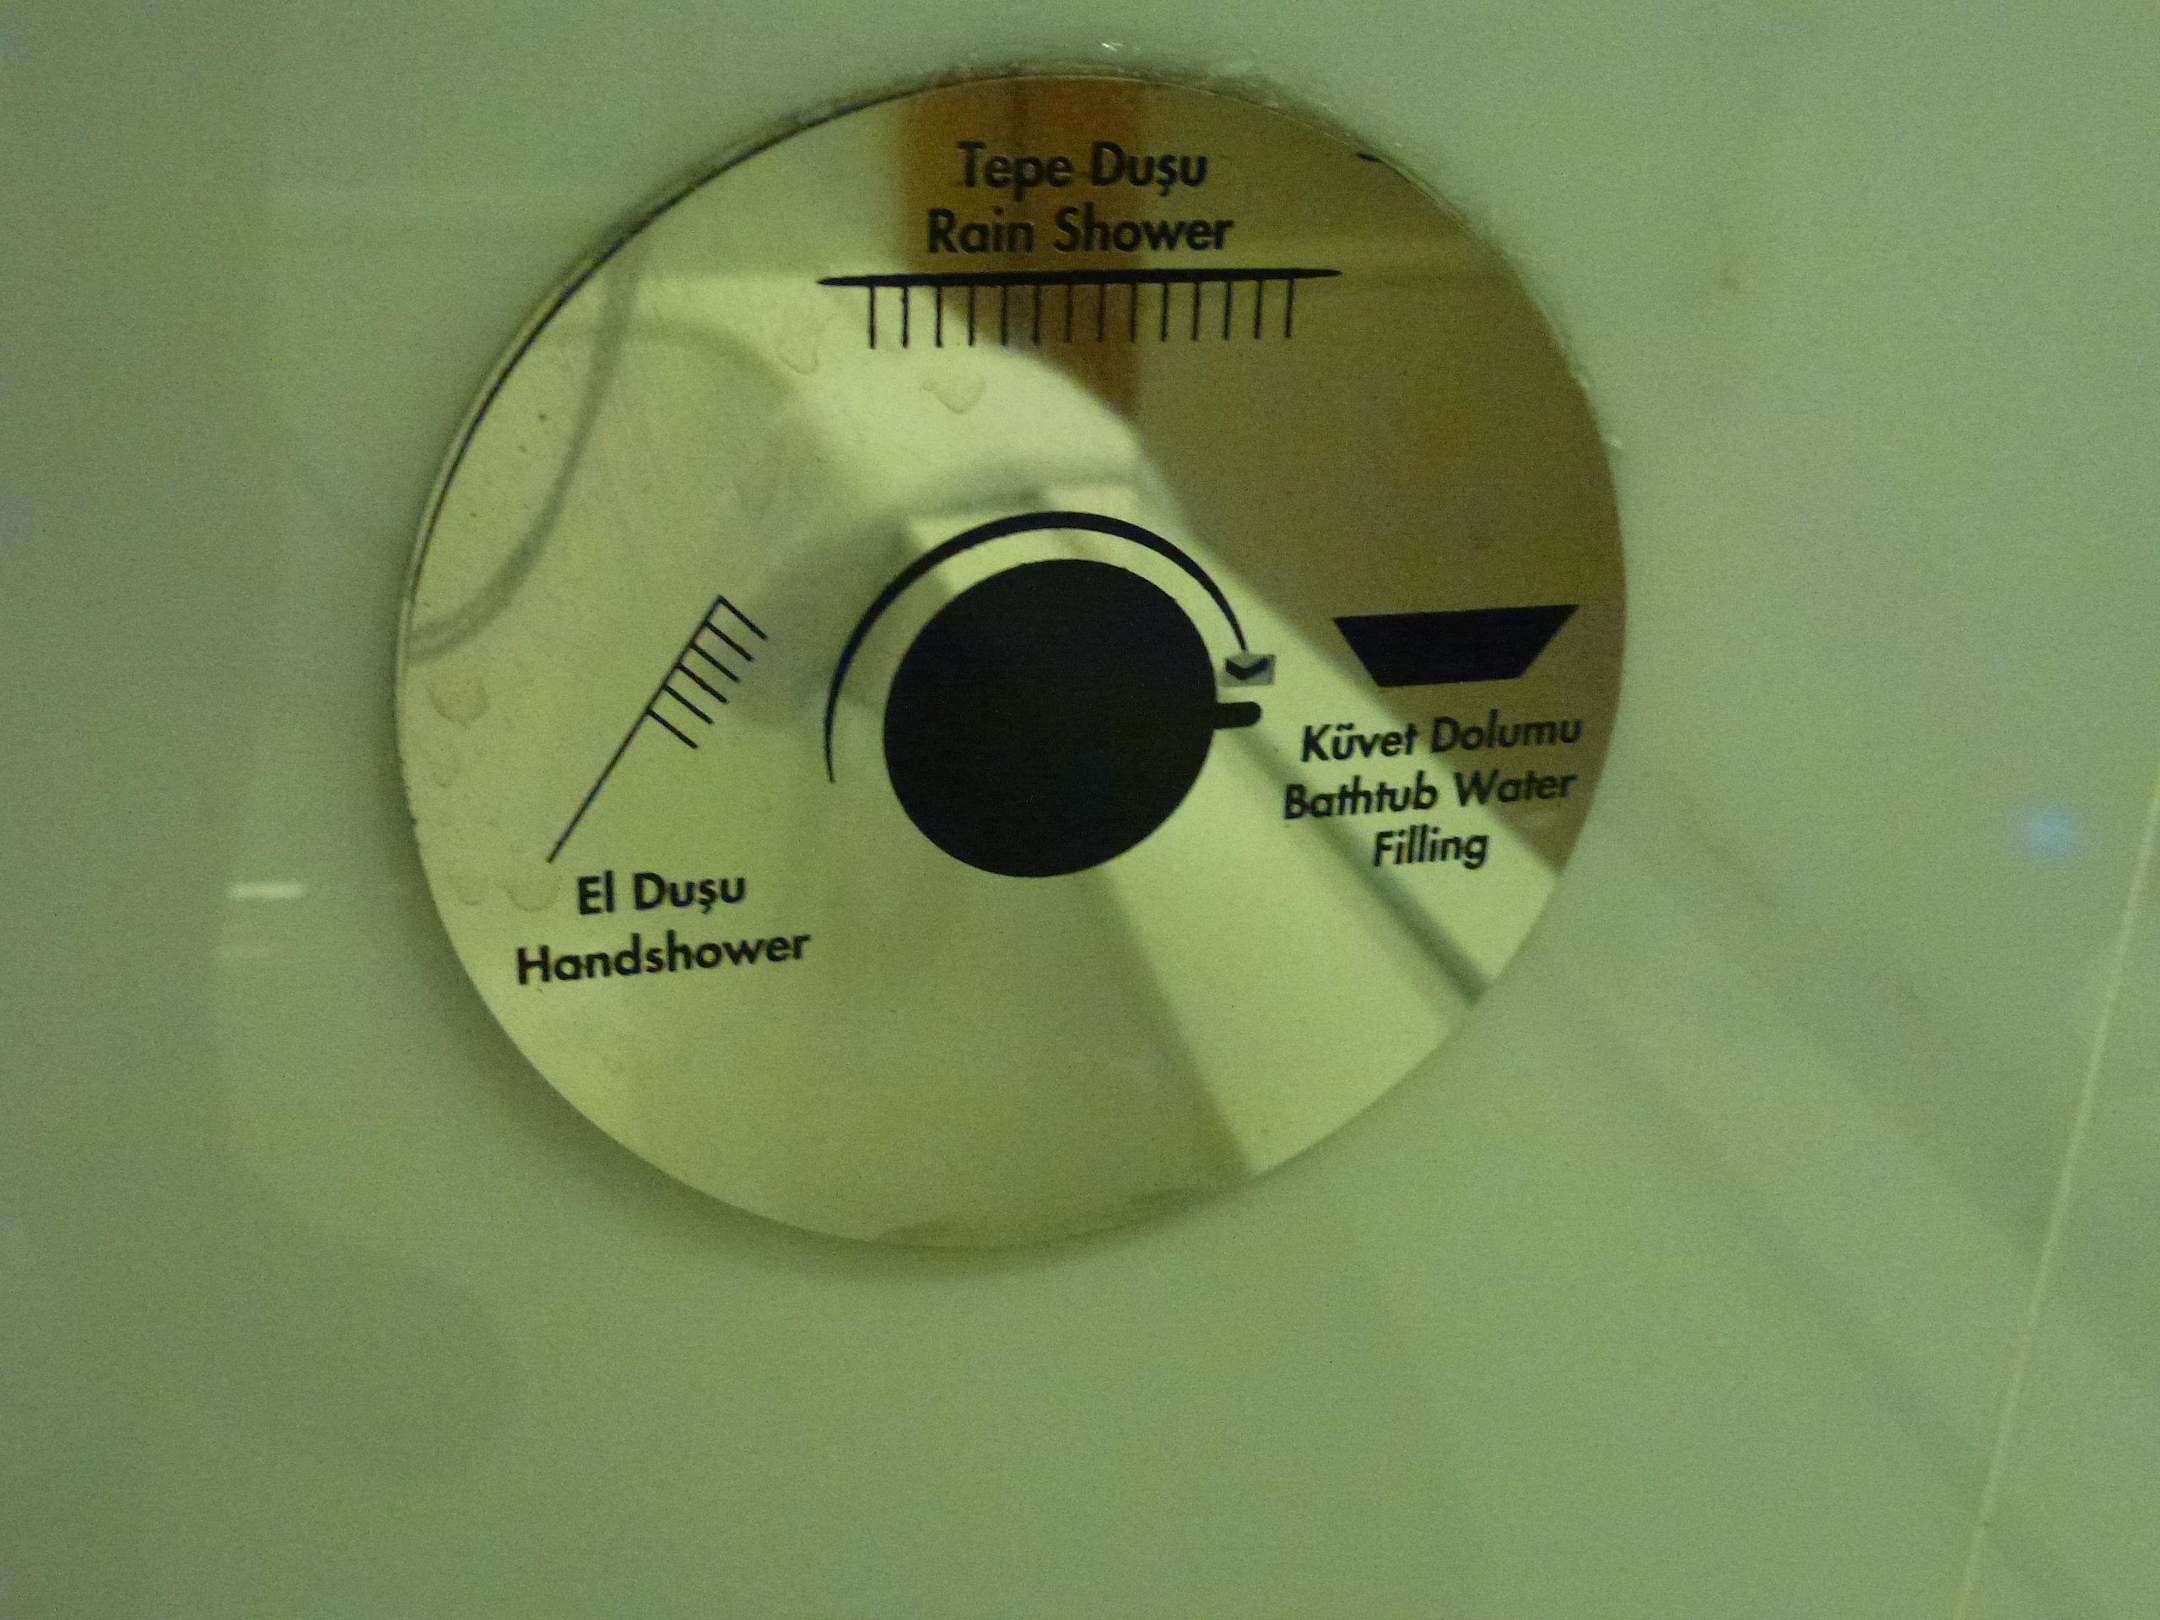 Tepe Duşu
Rain Shower
Küvet Dolumu
Bathtub Water
Filling
El Duşu
Handshower